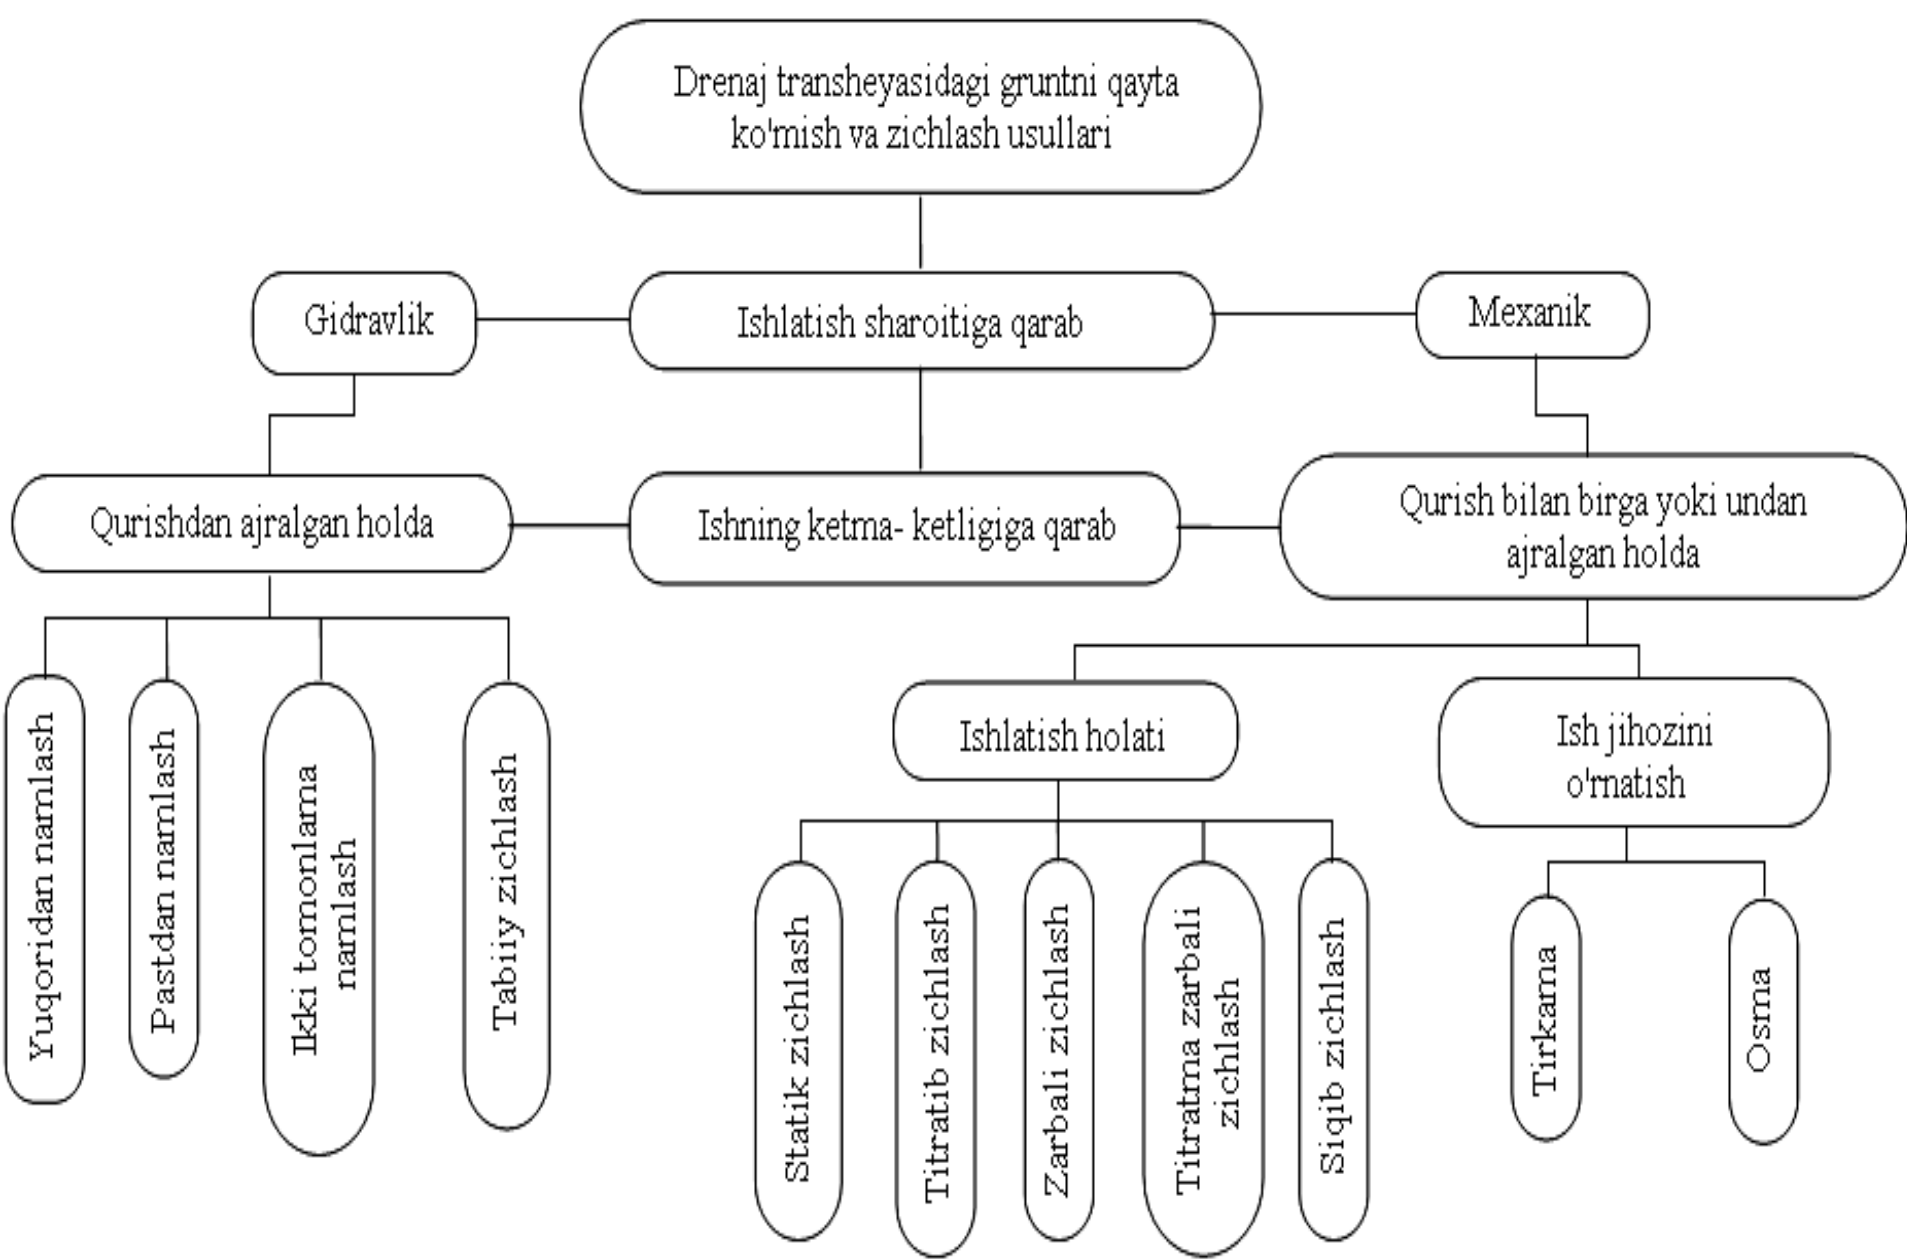 Drenaj transheyasidagi gruntni qayta
ko'mish va zichlash usullari
Gidravlik
Ishlatish sharoitiga qarab
Mexanik
Qurishdan ajralgan holda
Ishning ketma- ketligiga qarab
Qurish bilan birga yoki undan
ajralgan holda
Yuqoridan namlash
Pastdan namlash
Ikki tomonlama
namlash
Tabiiy zichlash
Ishlatish holati
Ish jihozini
o'rnatish
Statik zichlash
Titratib zichlash
Zarbali zichlash
Titratma zarbali
zichlash
Siqib zichlash
Tirkama
Osma